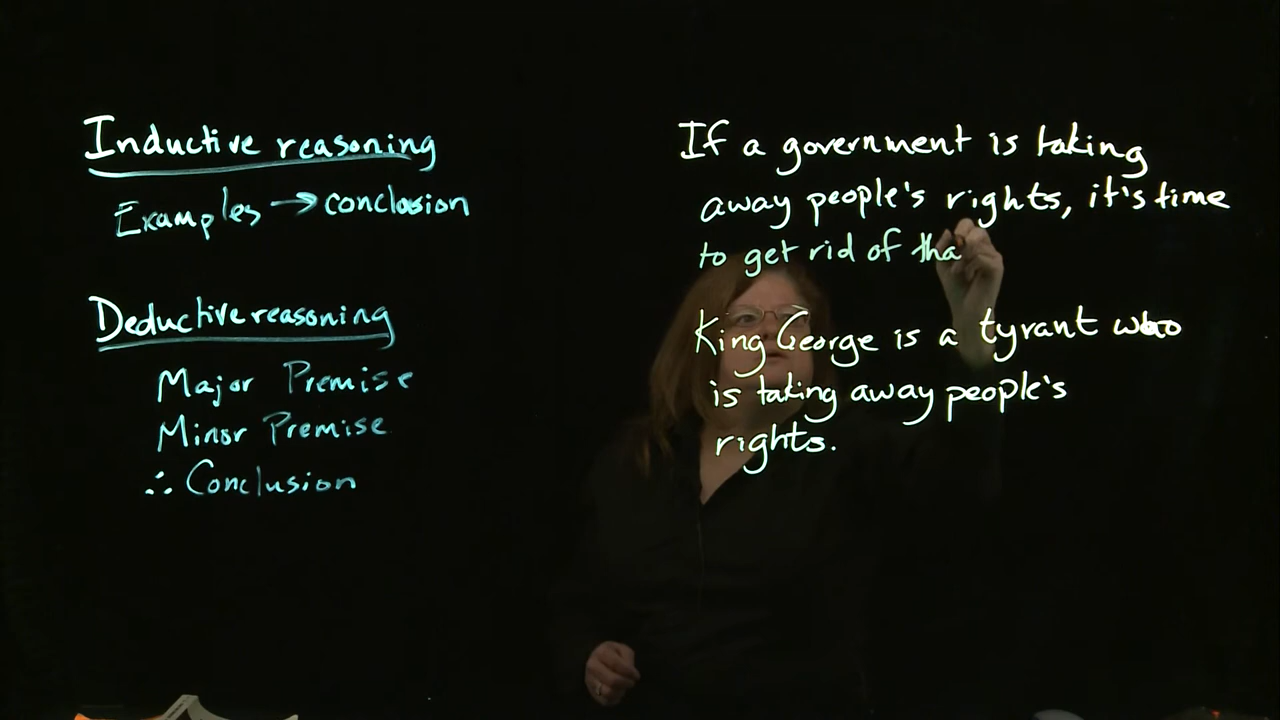 Inductive reasoning
Examples → conclusion
Deductive reasoning
Major Premise
Minor Premise
∴ Conclusion
If a government is taking
away people's rights, it's time
to get rid of tha
King George is a tyrant who
is taking away people's
rights.